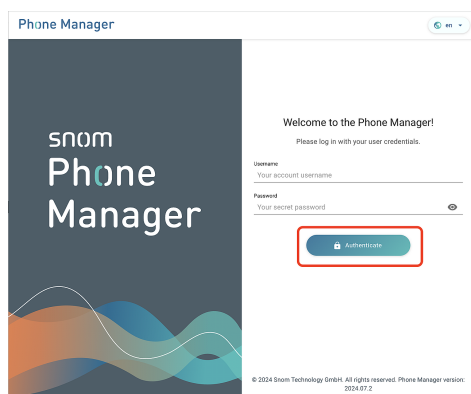 Phone Manager
en
snom
Phone
Manager
Welcome to the Phone Manager!
Please log in with your user credentials.
Username
Your account username
Password
Your secret password
Authenticate
© 2024 Snom Technology GmbH. All rights reserved. Phone Manager version:
2024.07.2